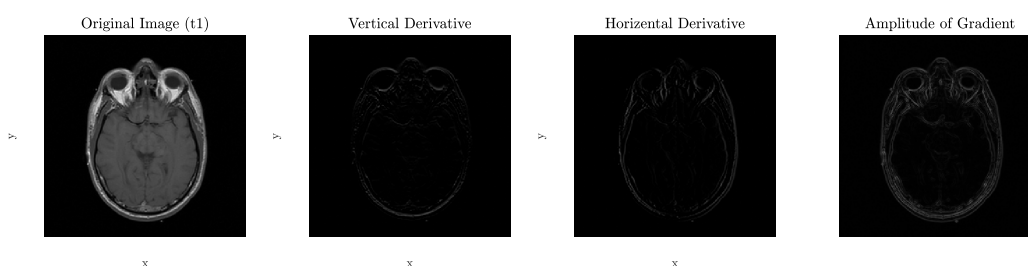 Original Image (t1)
Vertical Derivative
Horizental Derivative
Amplitude of Gradient
y
y
y
x
x
x